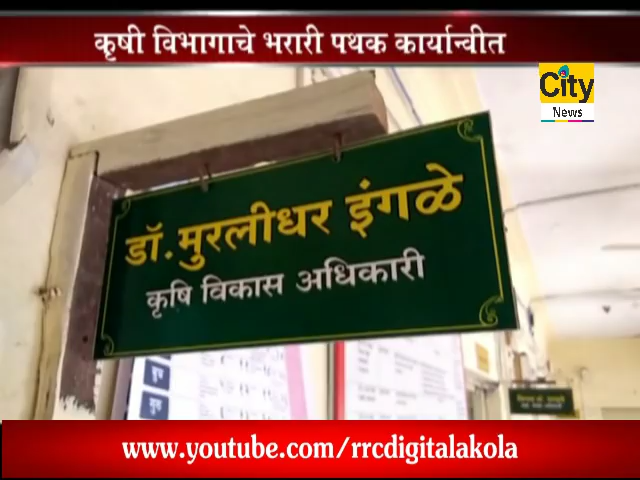 कृषी विभागाचे भरारी पथक कार्यान्वीत
City
News
डॉ.मुरलीधर इंगळे
कृषि विकास अधिकारी
www.youtube.com/rrcdigitalakola